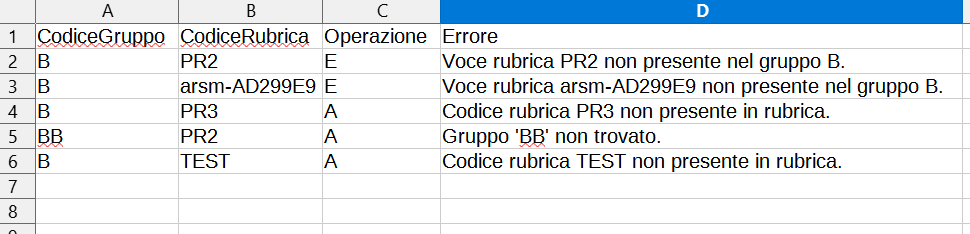 A B C D
1 CodiceGruppo CodiceRubrica Operazione Errore
2 B PR2 E Voce rubrica PR2 non presente nel gruppo B.
3 B arsm-AD299E9 E Voce rubrica arsm-AD299E9 non presente nel gruppo B.
4 B PR3 A Codice rubrica PR3 non presente in rubrica.
5 BB PR2 A Gruppo 'BB' non trovato.
6 B TEST A Codice rubrica TEST non presente in rubrica.
7
8